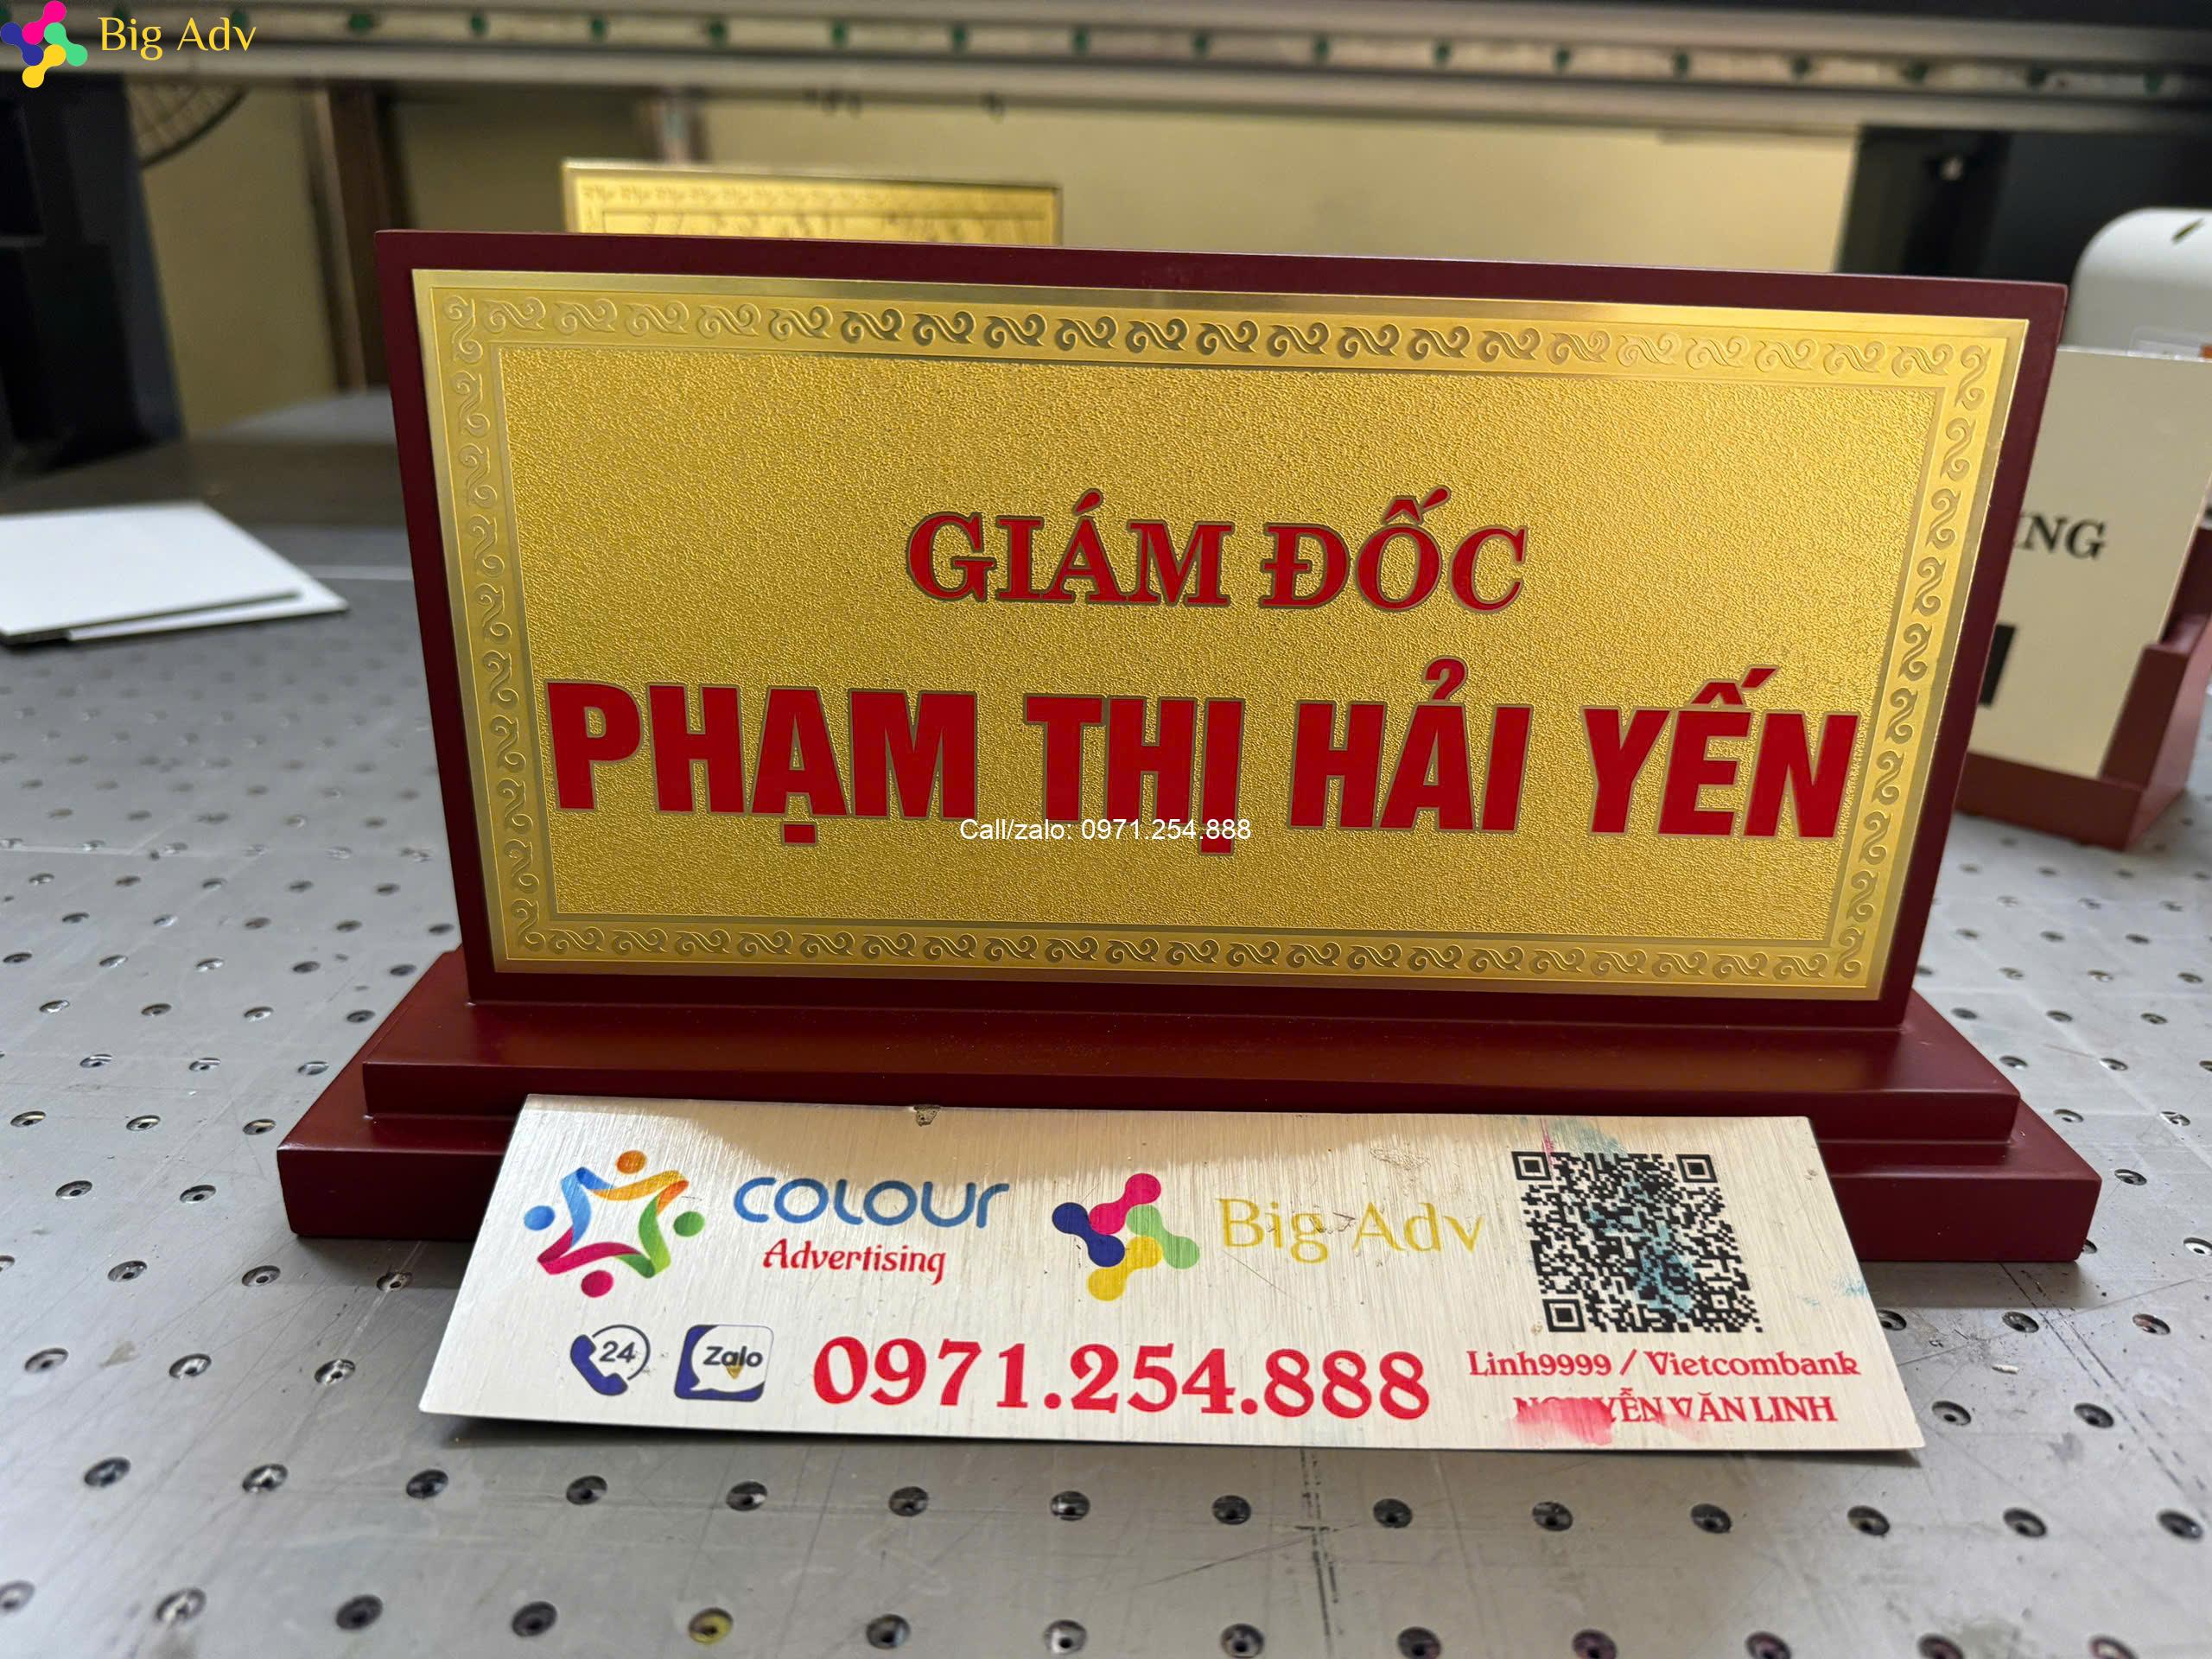 Big Adv
GIÁM ĐỐC
PHẠM THỊ HẢI YẾN
Call/zalo: 0971.254.888
ING
COLOUR
Advertising
Big Adv
24
Zalo
0971.254.888
Linh9999 / Vietcombank
VĂN LINH